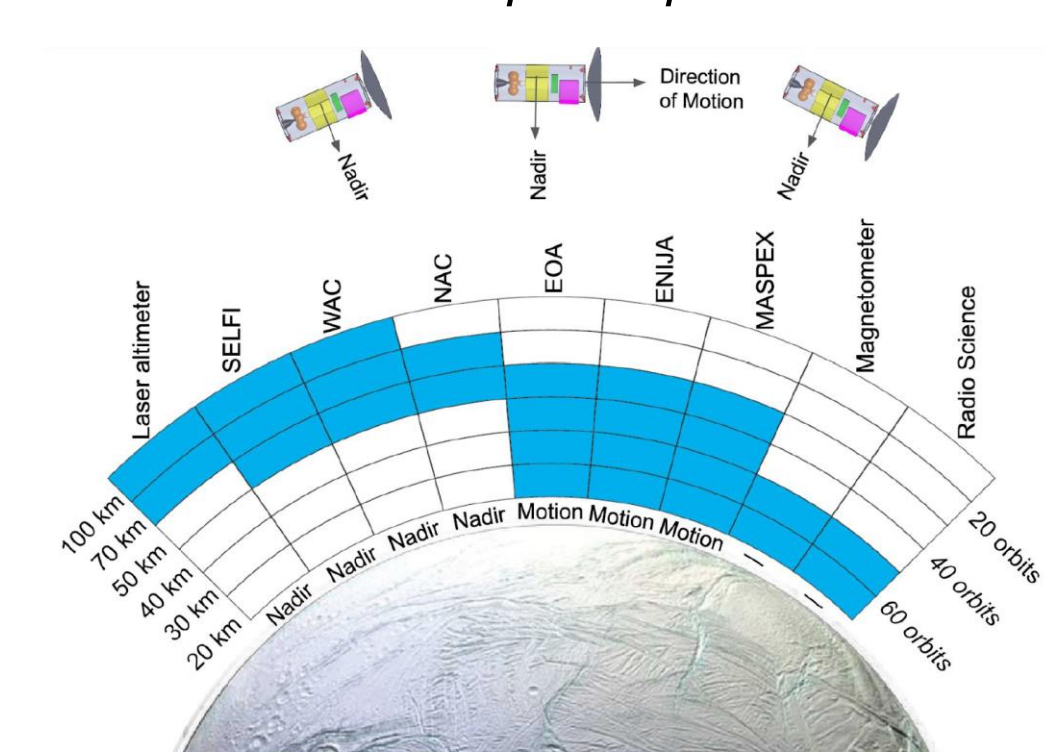 Direction
of Motion
Nadir
Nadir
Nadir
Laser altimeter
SELFI
WAC
NAC
EOA
ENIJA
MASPEX
Magnetometer
Radio Science
100 km
70 km
50 km
40 km
30 km
20 km
Nadir
Nadir
Nadir
Nadir
Motion
Motion
Motion
—
—
20 orbits
40 orbits
60 orbits